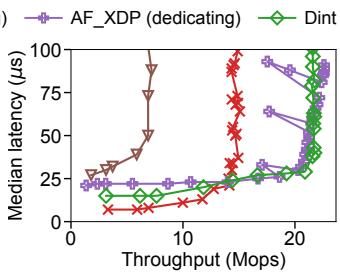 ) AF_XDP (dedicating) Dint
100
75
50
25
0
Median latency (μs)
0 10 20
Throughput (Mops)